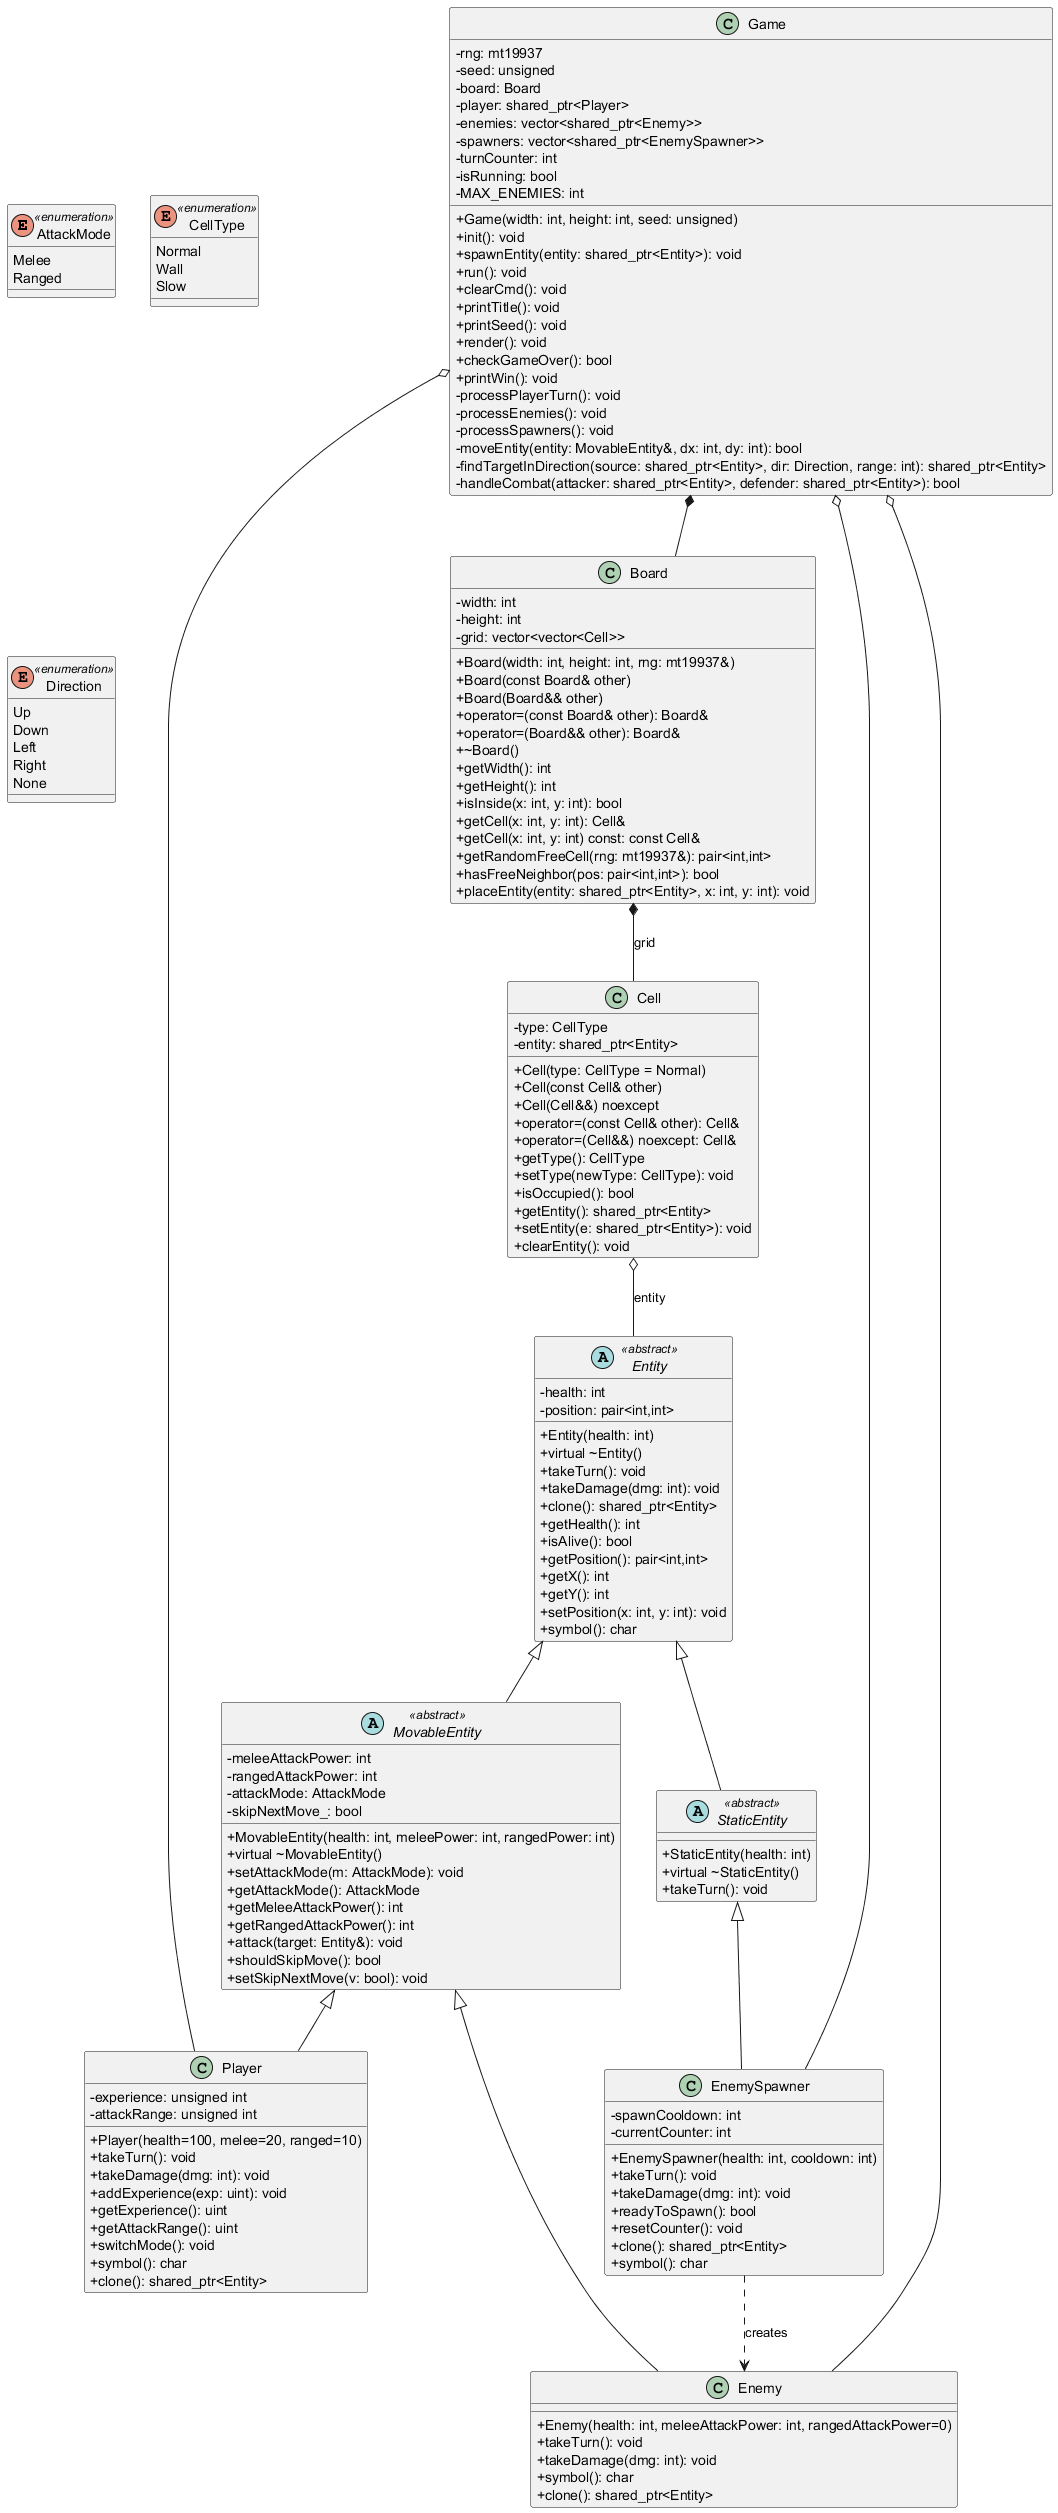 C Game
-rng: mt19937
-seed: unsigned
-board: Board
-player: shared_ptr<Player>
-enemies: vector<shared_ptr<Enemy>>
-spawners: vector<shared_ptr<EnemySpawner>>
-turnCounter: int
-isRunning: bool
-MAX_ENEMIES: int
+Game(width: int, height: int, seed: unsigned)
+init(): void
+spawnEntity(entity: shared_ptr<Entity>): void
+run(): void
+clearCmd(): void
+printTitle(): void
+printSeed(): void
+render(): void
+checkGameOver(): bool
+printWin(): void
-processPlayerTurn(): void
-processEnemies(): void
-processSpawners(): void
-moveEntity(entity: MovableEntity&, dx: int, dy: int): bool
-findTargetInDirection(source: shared_ptr<Entity>, dir: Direction, range: int): shared_ptr<Entity>
-handleCombat(attacker: shared_ptr<Entity>, defender: shared_ptr<Entity>): bool
E «enumeration»
AttackMode
Melee
Ranged
E «enumeration»
CellType
Normal
Wall
Slow
E «enumeration»
Direction
Up
Down
Left
Right
None
C Board
-width: int
-height: int
-grid: vector<vector<Cell>>
+Board(width: int, height: int, rng: mt19937&)
+Board(const Board& other)
+Board(Board&& other)
+operator=(const Board& other): Board&
+operator=(Board&& other): Board&
+~Board()
+getWidth(): int
+getHeight(): int
+isInside(x: int, y: int): bool
+getCell(x: int, y: int): Cell&
+getCell(x: int, y: int) const: const Cell&
+getRandomFreeCell(rng: mt19937&): pair<int,int>
+hasFreeNeighbor(pos: pair<int,int>): bool
+placeEntity(entity: shared_ptr<Entity>, x: int, y: int): void
grid
C Cell
-type: CellType
-entity: shared_ptr<Entity>
+Cell(type: CellType = Normal)
+Cell(const Cell& other)
+Cell(Cell&&) noexcept
+operator=(const Cell& other): Cell&
+operator=(Cell&&) noexcept: Cell&
+getType(): CellType
+setType(newType: CellType): void
+isOccupied(): bool
+getEntity(): shared_ptr<Entity>
+setEntity(e: shared_ptr<Entity>): void
+clearEntity(): void
entity
A «abstract»
Entity
-health: int
-position: pair<int,int>
+Entity(health: int)
+virtual ~Entity()
+takeTurn(): void
+takeDamage(dmg: int): void
+clone(): shared_ptr<Entity>
+getHealth(): int
+isAlive(): bool
+getPosition(): pair<int,int>
+getX(): int
+getY(): int
+setPosition(x: int, y: int): void
+symbol(): char
A «abstract»
MovableEntity
-meleeAttackPower: int
-rangedAttackPower: int
-attackMode: AttackMode
-skipNextMove_: bool
+MovableEntity(health: int, meleePower: int, rangedPower: int)
+virtual ~MovableEntity()
+setAttackMode(m: AttackMode): void
+getAttackMode(): AttackMode
+getMeleeAttackPower(): int
+getRangedAttackPower(): int
+attack(target: Entity&): void
+shouldSkipMove(): bool
+setSkipNextMove(v: bool): void
A «abstract»
StaticEntity
+StaticEntity(health: int)
+virtual ~StaticEntity()
+takeTurn(): void
C Player
-experience: unsigned int
-attackRange: unsigned int
+Player(health=100, melee=20, ranged=10)
+takeTurn(): void
+takeDamage(dmg: int): void
+addExperience(exp: uint): void
+getExperience(): uint
+getAttackRange(): uint
+switchMode(): void
+symbol(): char
+clone(): shared_ptr<Entity>
C EnemySpawner
-spawnCooldown: int
-currentCounter: int
+EnemySpawner(health: int, cooldown: int)
+takeTurn(): void
+takeDamage(dmg: int): void
+readyToSpawn(): bool
+resetCounter(): void
+clone(): shared_ptr<Entity>
+symbol(): char
creates
C Enemy
+Enemy(health: int, meleeAttackPower: int, rangedAttackPower=0)
+takeTurn(): void
+takeDamage(dmg: int): void
+symbol(): char
+clone(): shared_ptr<Entity>